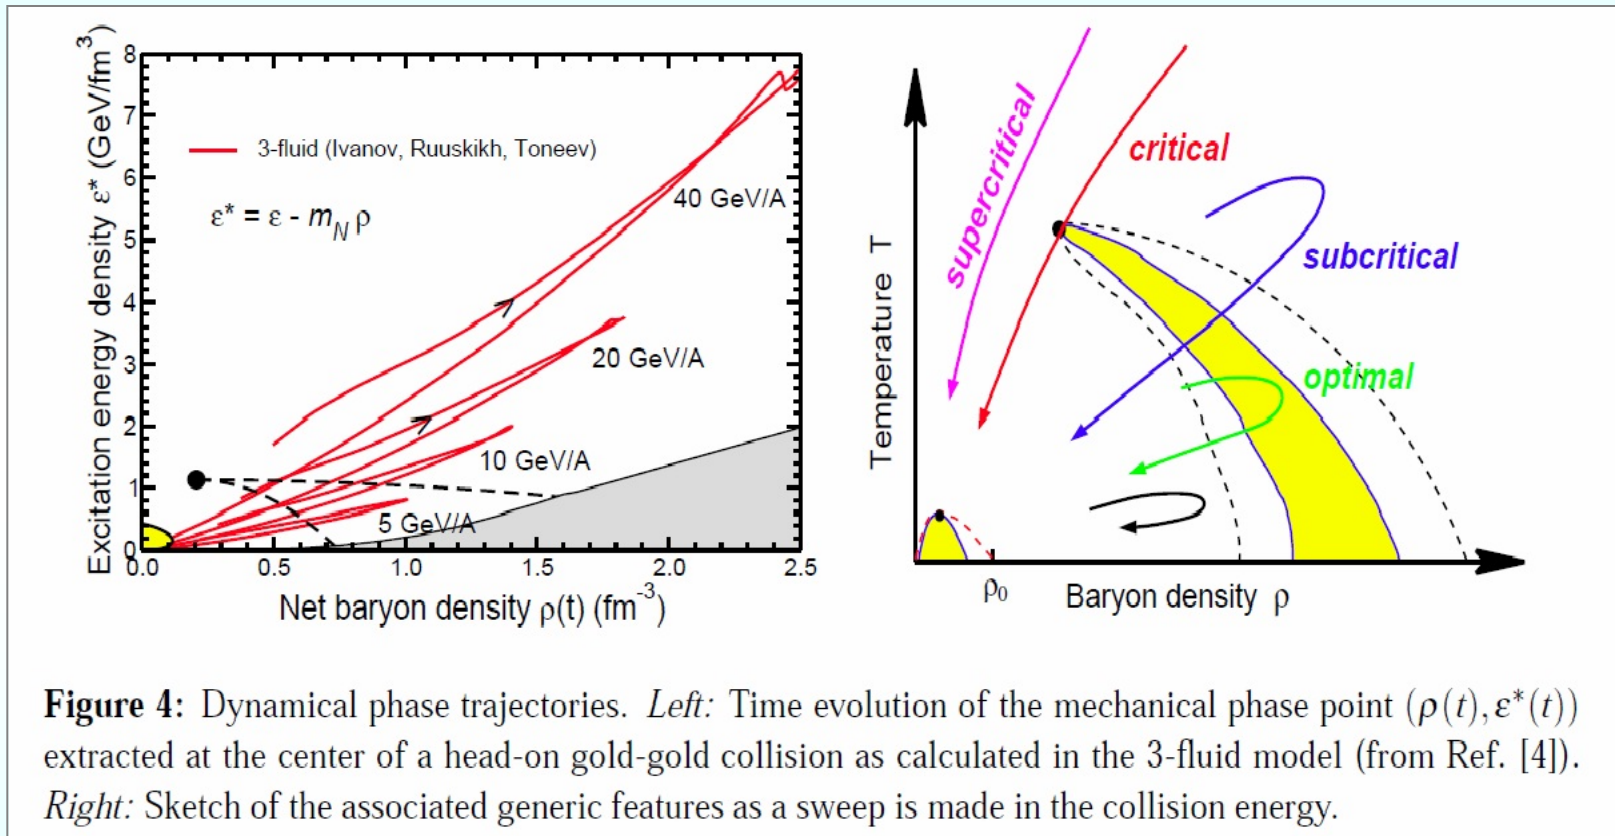 Excitation energy density ε* (GeV/fm³)
8
7
6
5
4
3
2
1
0
3-fluid (Ivanov, Ruuskikh, Toneev)
ε* = ε - m_N ρ
40 GeV/A
20 GeV/A
10 GeV/A
5 GeV/A
0.0 0.5 1.0 1.5 2.0 2.5
Net baryon density ρ(t) (fm⁻³)
Temperature T
supercritical
critical
subcritical
optimal
ρ₀
Baryon density ρ
Figure 4: Dynamical phase trajectories. Left: Time evolution of the mechanical phase point (ρ(t),ε*(t))
extracted at the center of a head-on gold-gold collision as calculated in the 3-fluid model (from Ref. [4]).
Right: Sketch of the associated generic features as a sweep is made in the collision energy.